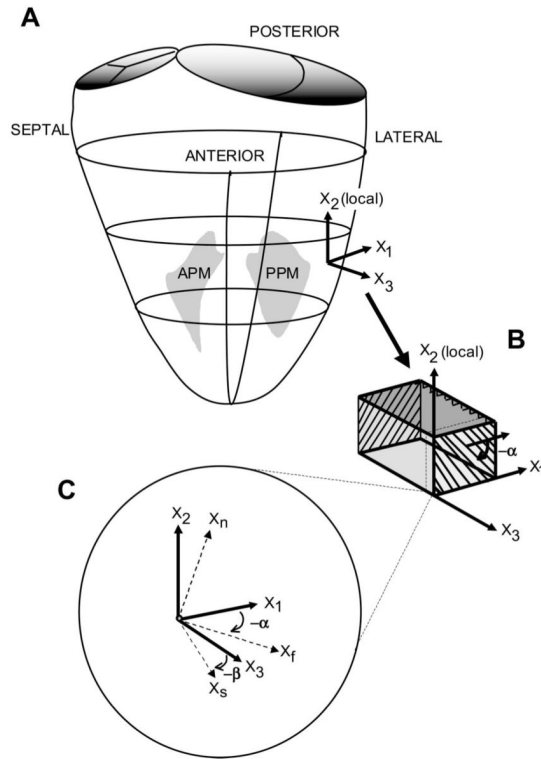 A
POSTERIOR
SEPTAL
LATERAL
ANTERIOR
X2 (local)
X1
X3
APM
PPM
B
X2 (local)
–α
X1
X3
C
X2
Xn
X1
–α
Xf
X3
–β
Xs